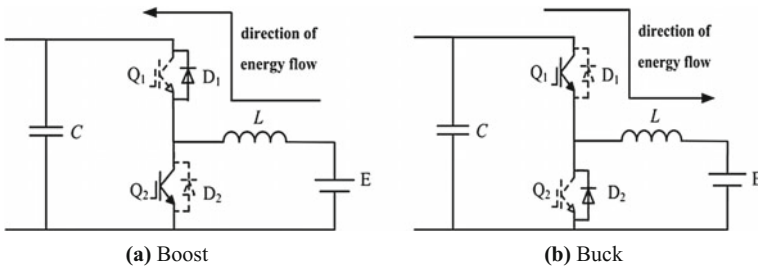 direction of
energy flow
Q1
D1
C
L
Q2
D2
E
(a) Boost
direction of
energy flow
Q1
D1
C
L
Q2
D2
E
(b) Buck